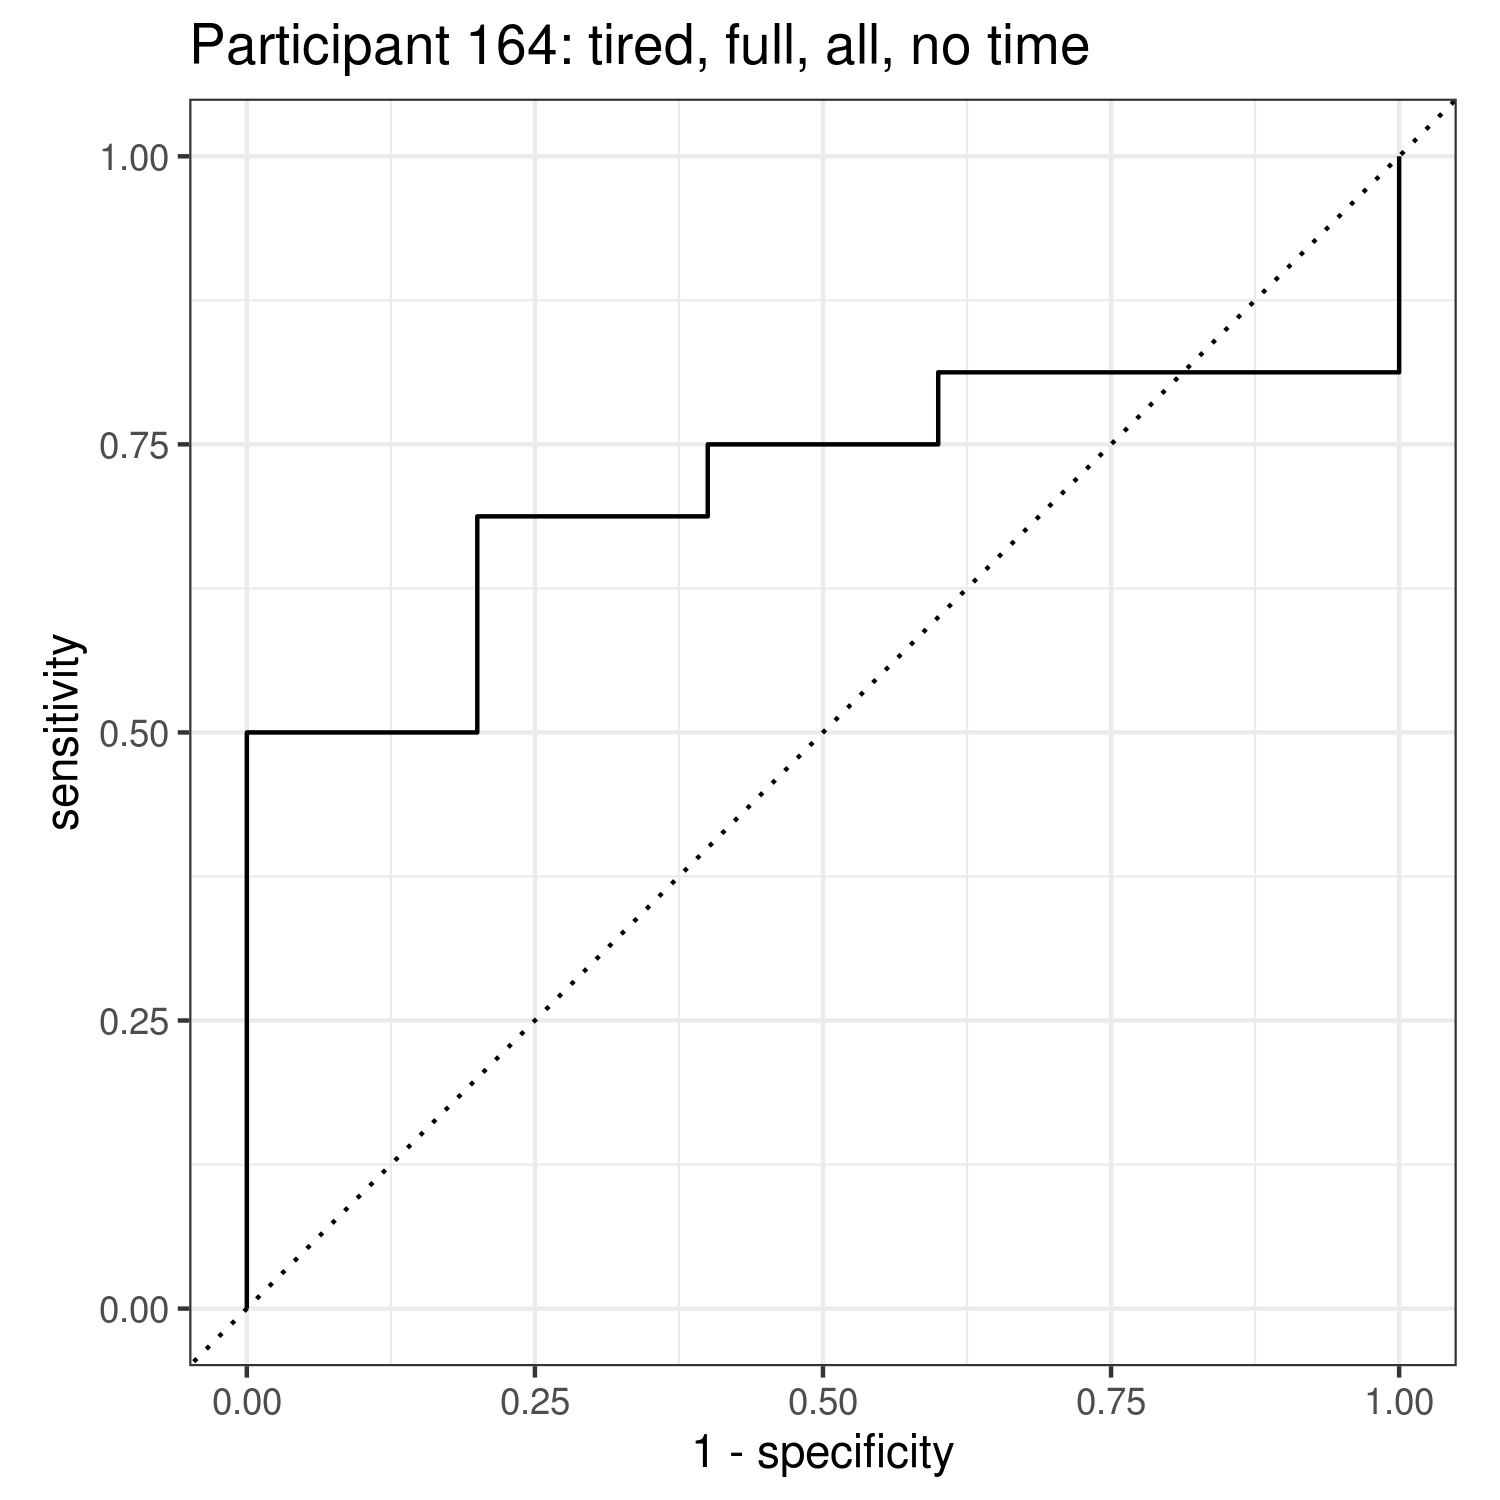 Participant 164: tired, full, all, no time
1.00
0.75
0.50
0.25
0.00
sensitivity
0.00 0.25 0.50 0.75 1.00
1 - specificity